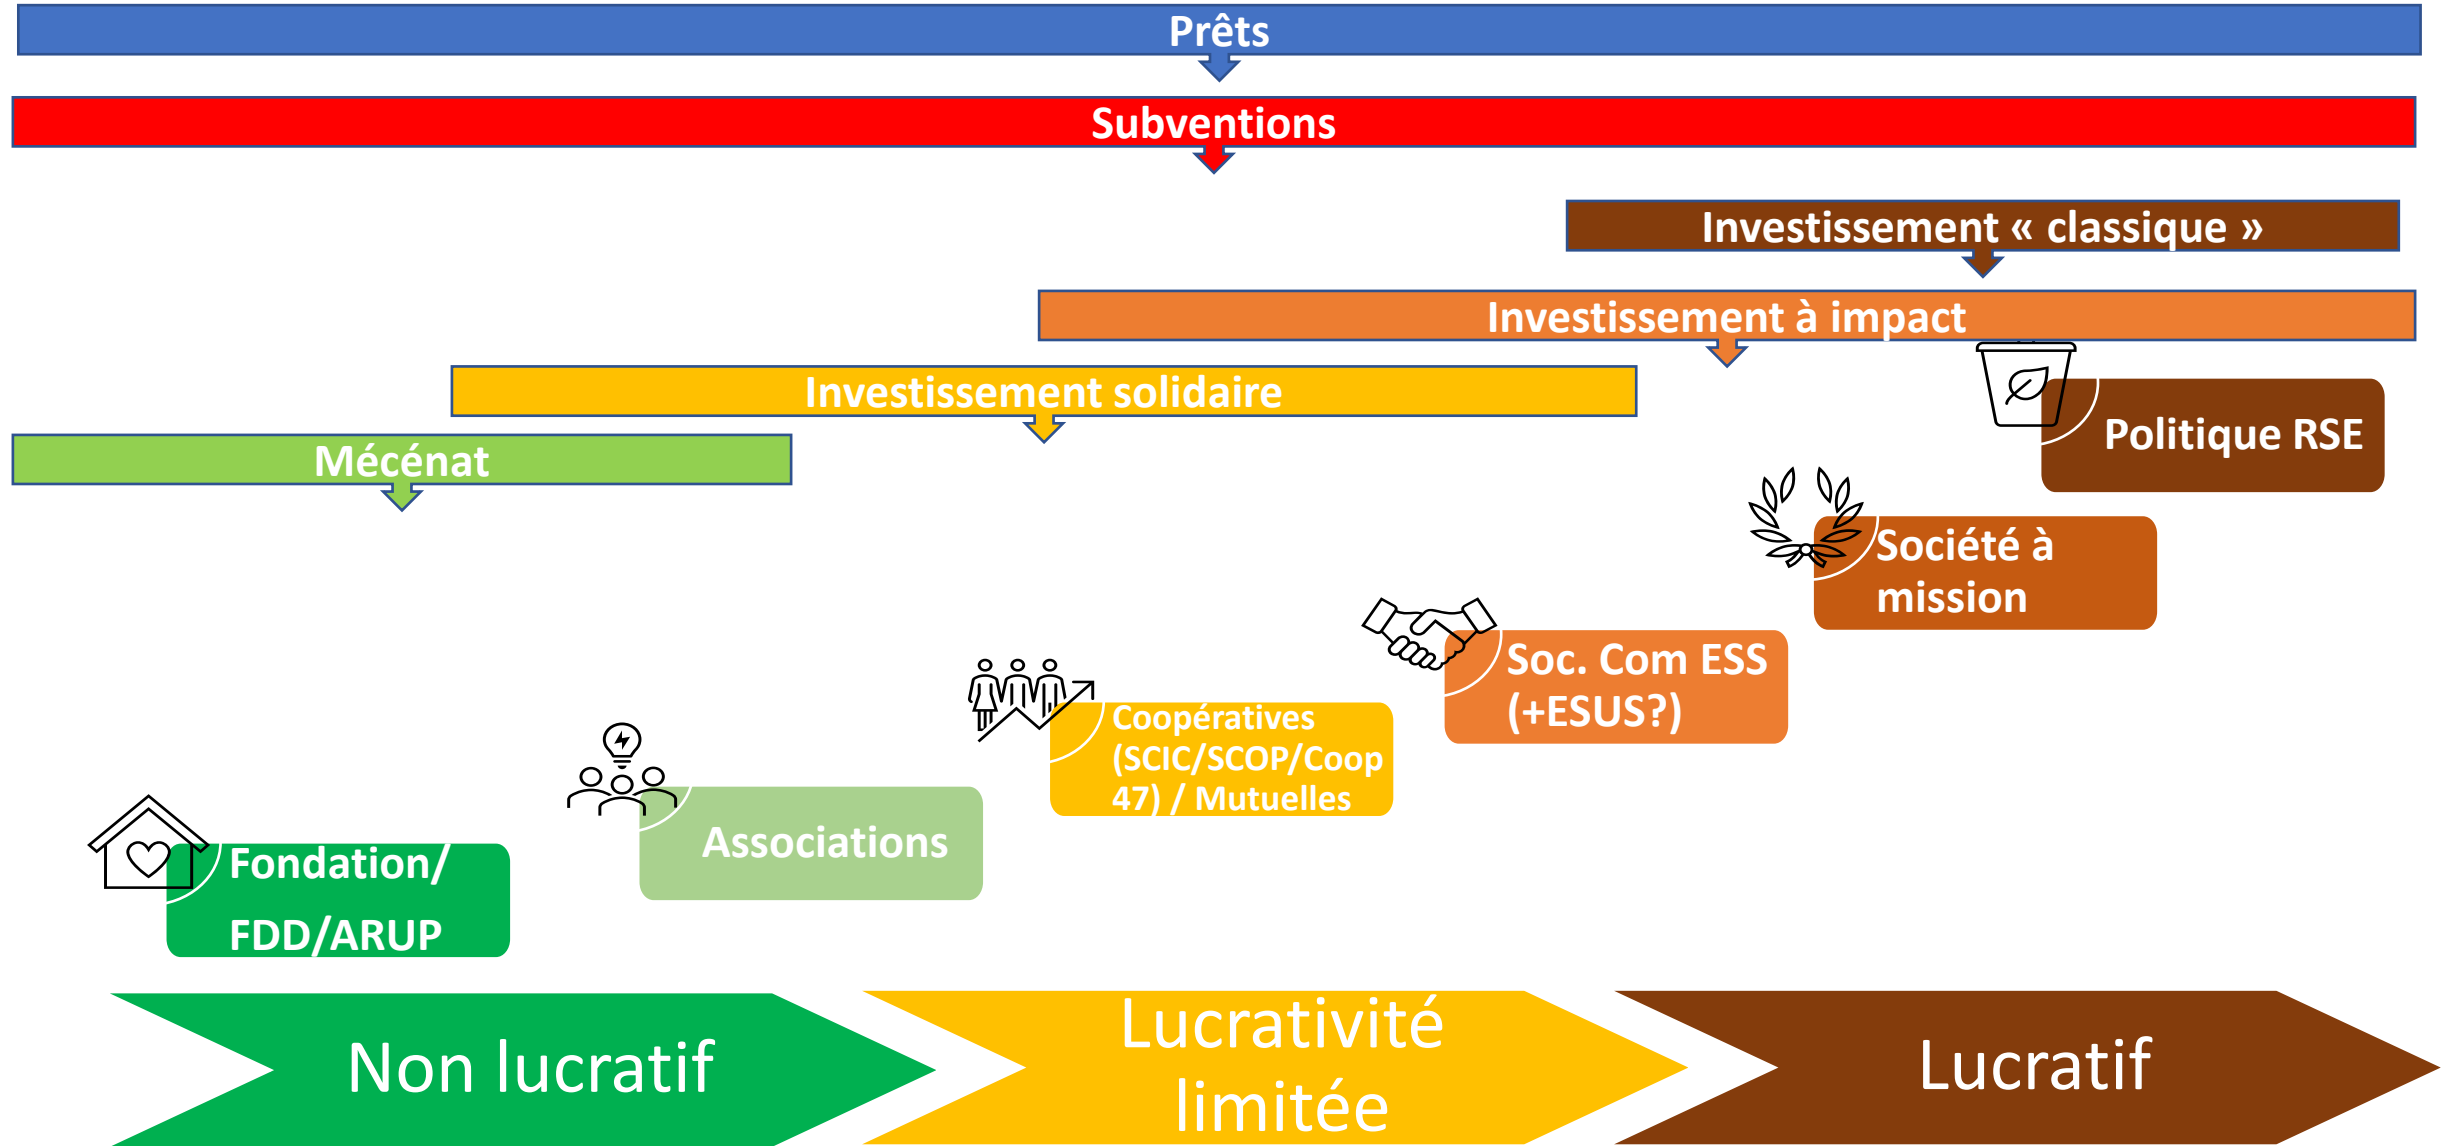 Prêts
Subventions
Investissement « classique »
Investissement à impact
Investissement solidaire
Mécénat
Politique RSE
Société à
mission
Soc. Com ESS
(+ESUS?)
Coopératives
(SCIC/SCOP/Coop
47) / Mutuelles
Associations
Fondation/
FDD/ARUP
Non lucratif
Lucrativité
limitée
Lucratif